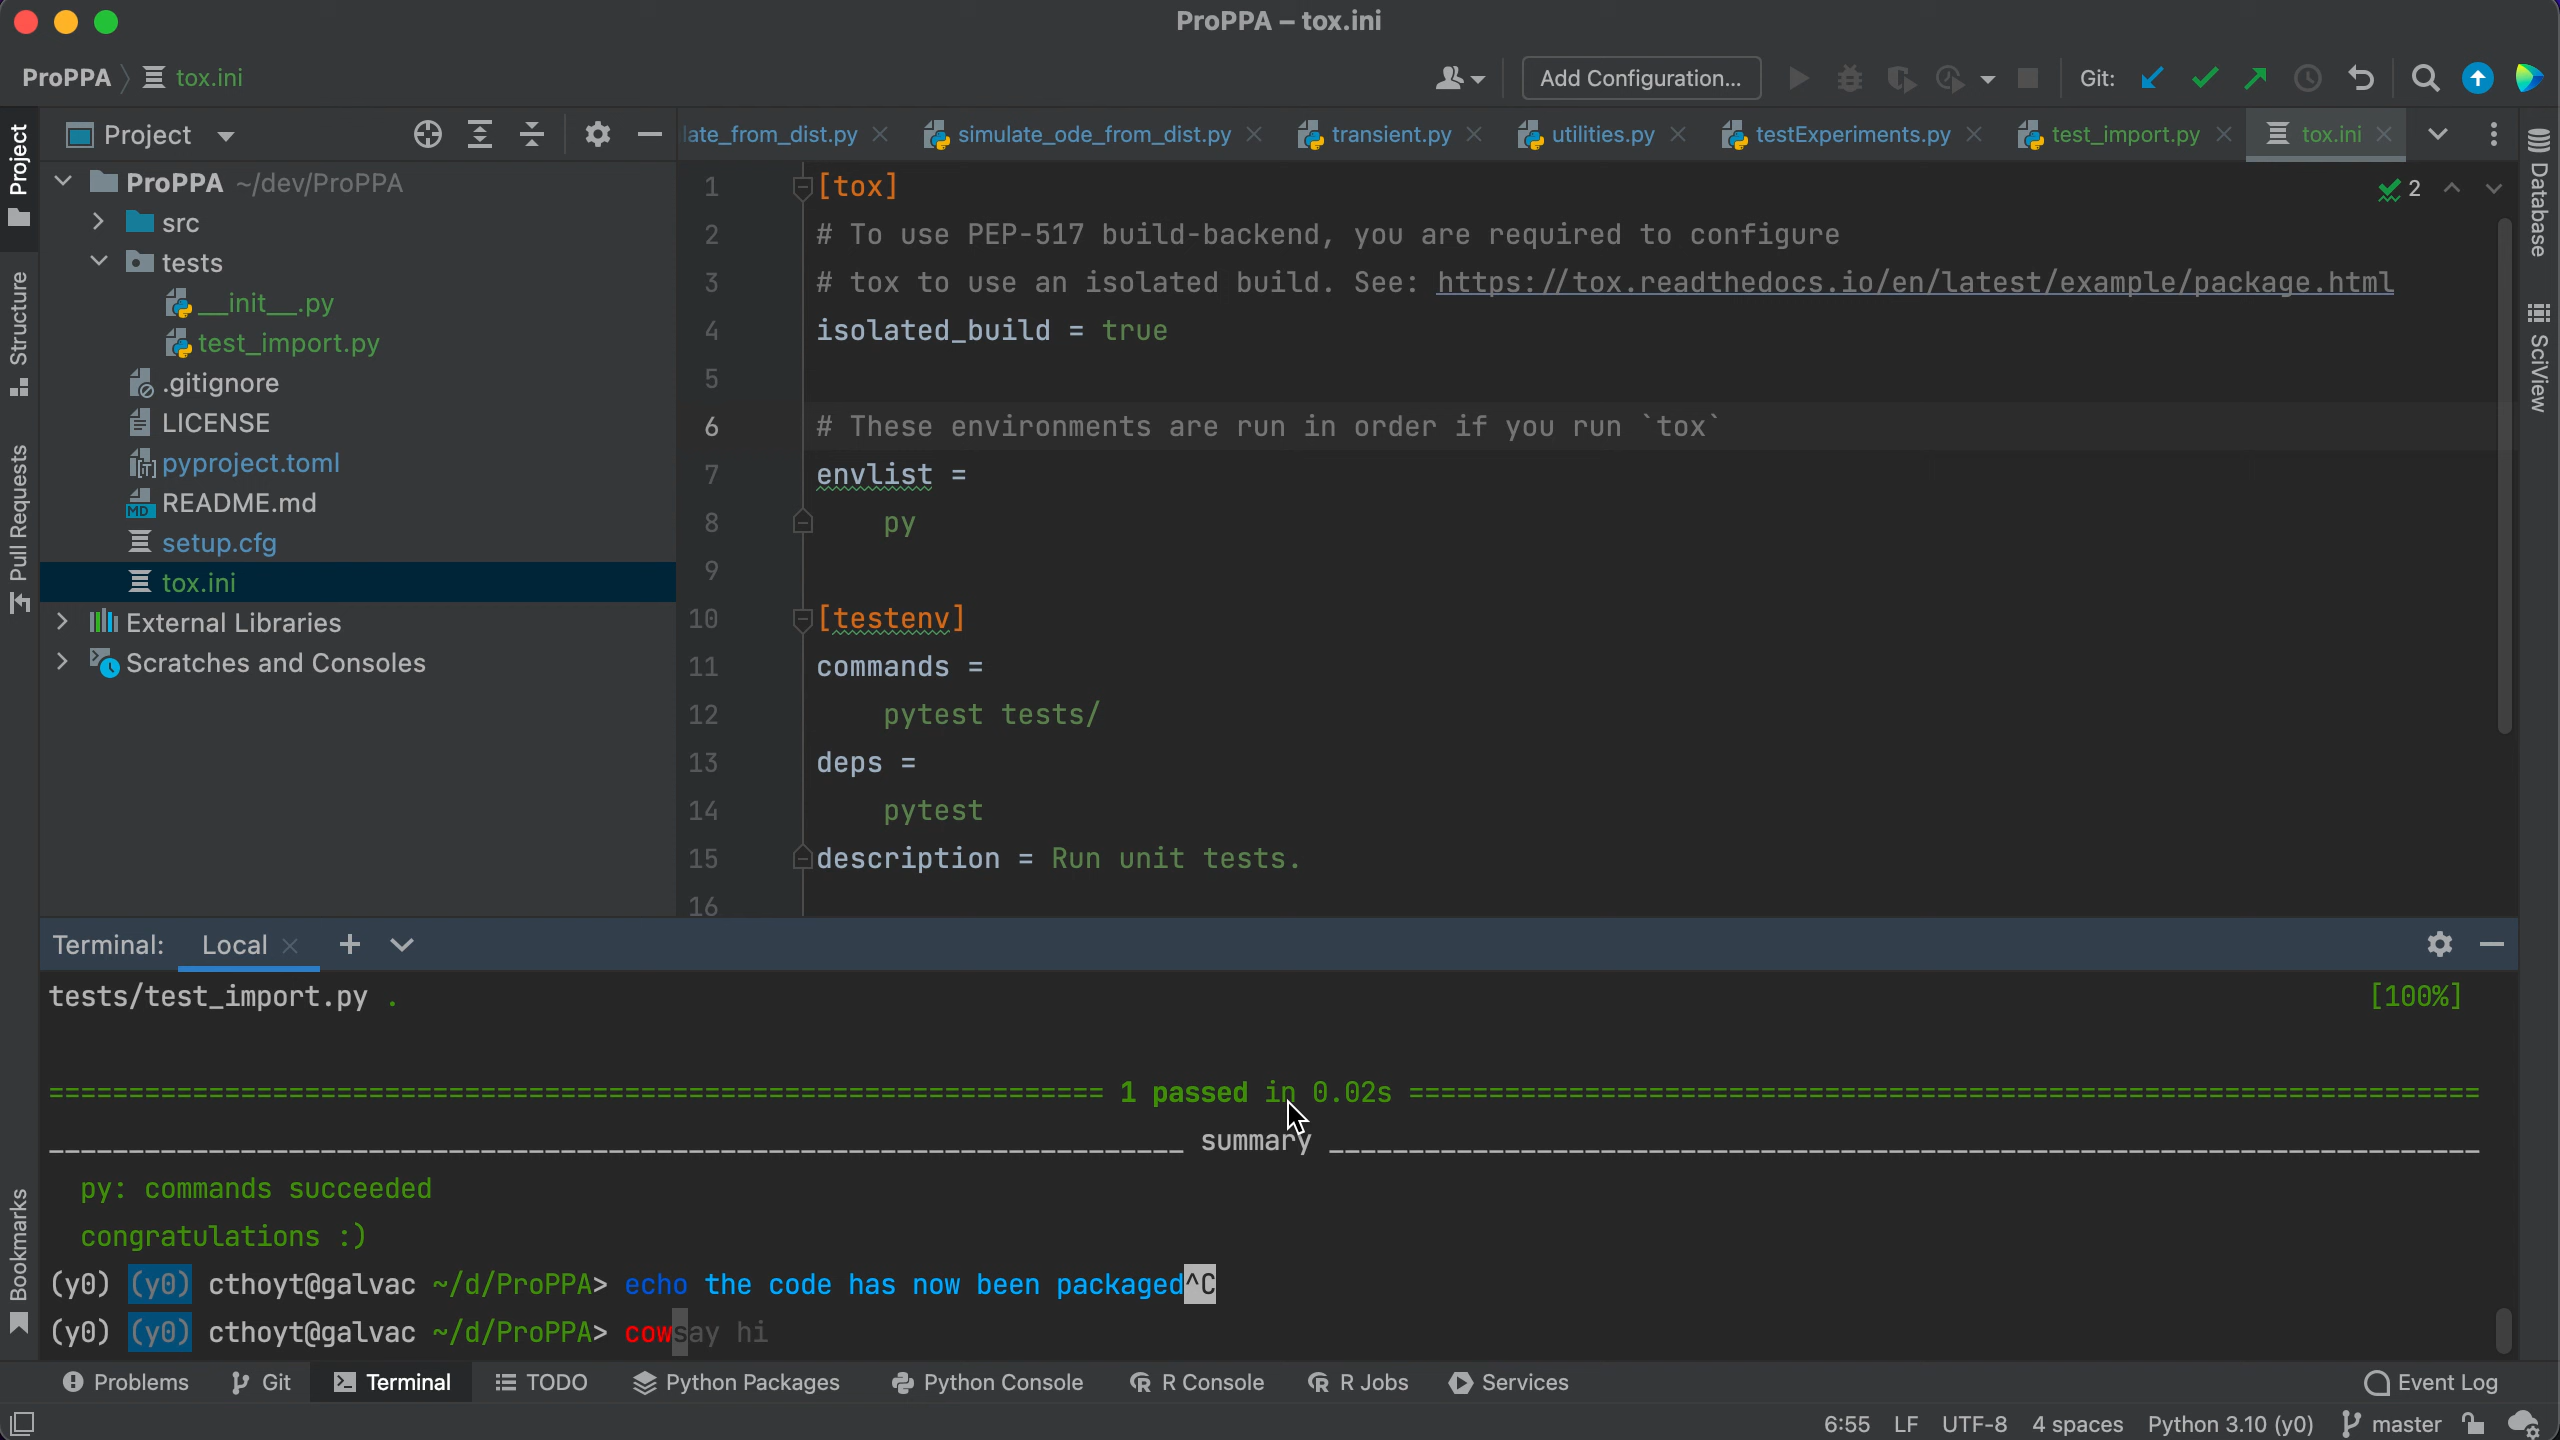 ProPPA – tox.ini
ProPPA tox.ini
Add Configuration...
Git:
Project
late_from_dist.py simulate_ode_from_dist.py transient.py utilities.py testExperiments.py test_import.py tox.ini
Project
Structure
Pull Requests
Bookmarks
ProPPA ~/dev/ProPPA
src
tests
__init__.py
test_import.py
.gitignore
LICENSE
pyproject.toml
MD README.md
setup.cfg
tox.ini
External Libraries
Scratches and Consoles
2
1 [tox]
2 # To use PEP-517 build-backend, you are required to configure
3 # tox to use an isolated build. See: https://tox.readthedocs.io/en/latest/example/package.html
4 isolated_build = true
5
6 # These environments are run in order if you run `tox`
7 envlist =
8 py
9
10 [testenv]
11 commands =
12 pytest tests/
13 deps =
14 pytest
15 description = Run unit tests.
16
Database
SciView
Terminal: Local
tests/test_import.py . [100%]
================================================================== 1 passed in 0.02s ===================================================================
_______________________________________________________________________ summary ________________________________________________________________________
py: commands succeeded
congratulations :)
(y0) (y0) cthoyt@galvac ~/d/ProPPA> echo the code has now been packaged^C
(y0) (y0) cthoyt@galvac ~/d/ProPPA> cowsay hi
Problems Git Terminal TODO Python Packages Python Console R Console R Jobs Services Event Log
6:55 LF UTF-8 4 spaces Python 3.10 (y0) master